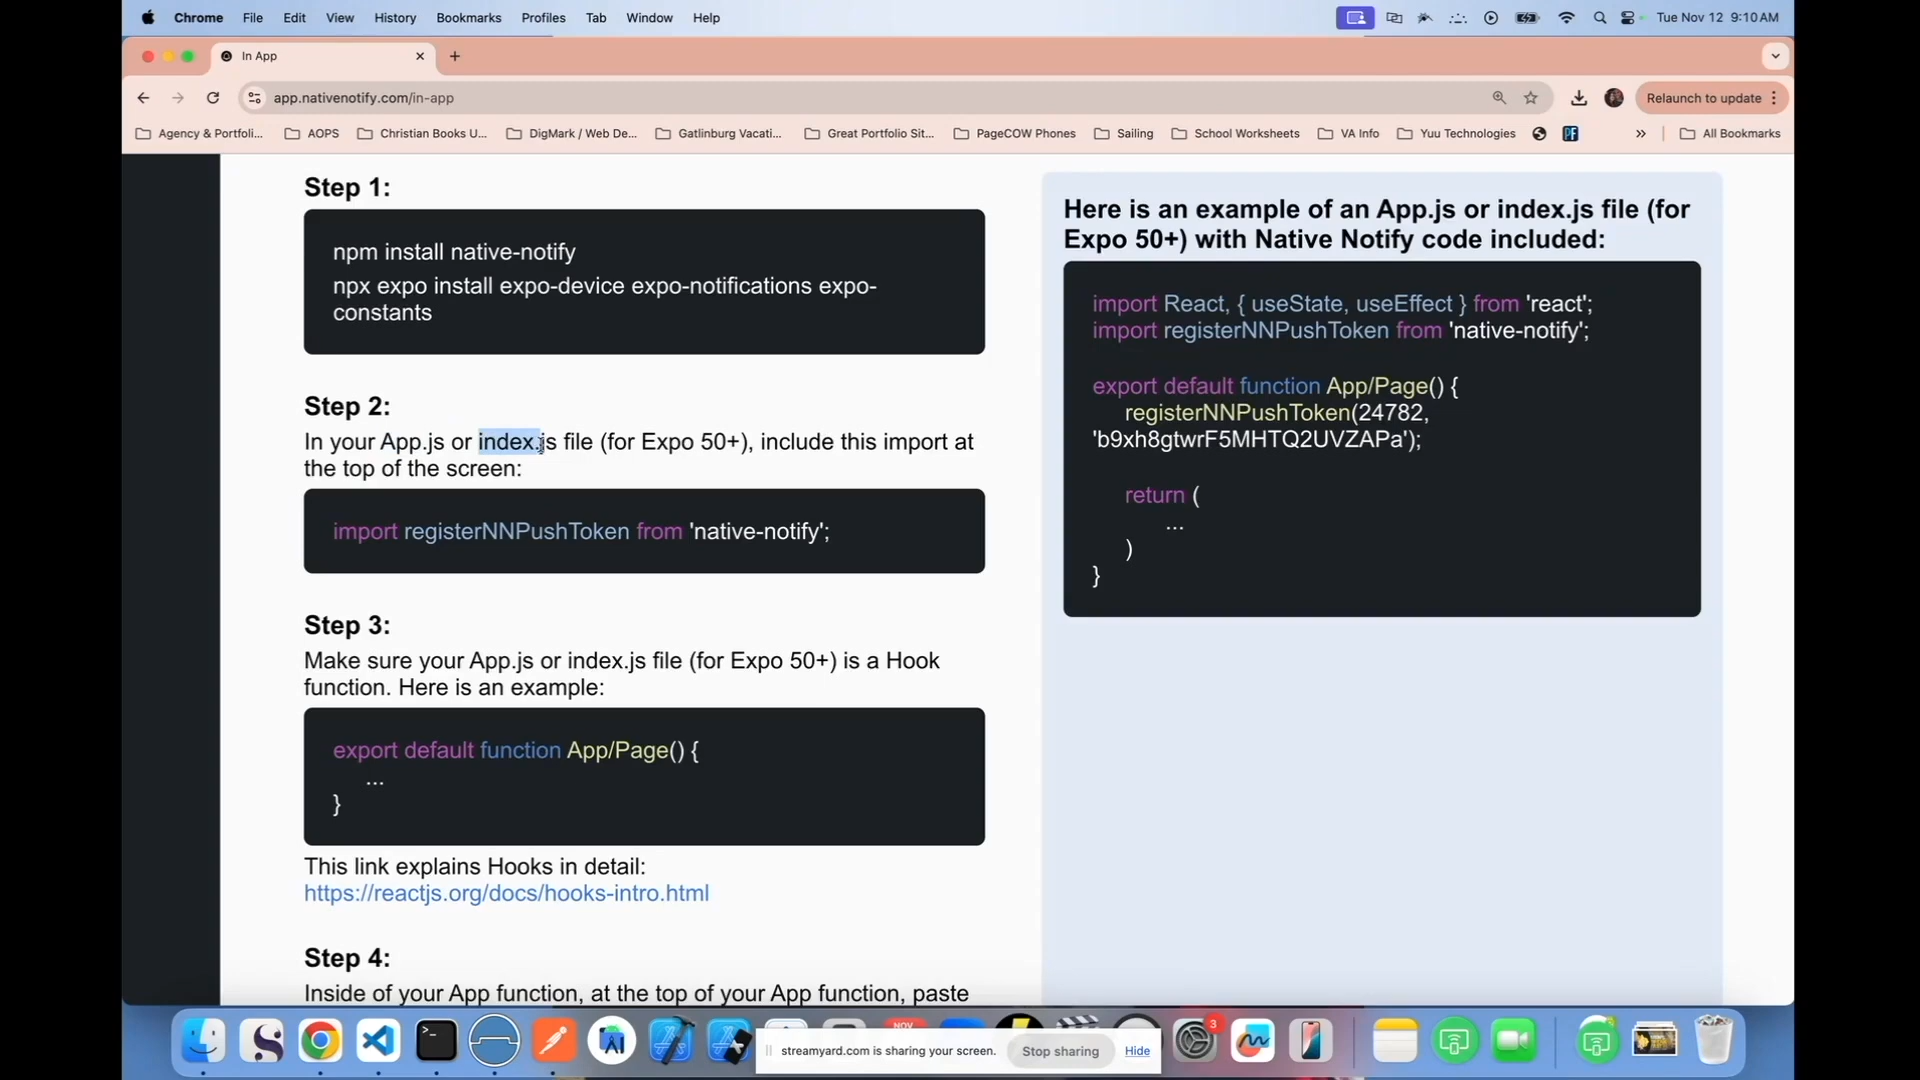 Chrome File Edit View History Bookmarks Profiles Tab Window Help
Tue Nov 12 9:10 AM
In App
app.nativenotify.com/in-app
Relaunch to update
Agency & Portfoli...
AOPS
Christian Books U...
DigMark / Web De...
Gatlinburg Vacati...
Great Portfolio Sit...
PageCOW Phones
Sailing
School Worksheets
VA Info
Yuu Technologies
PF
»
All Bookmarks
Step 1:
npm install native-notify
npx expo install expo-device expo-notifications expo-
constants
Step 2:
In your App.js or index.js file (for Expo 50+), include this import at
the top of the screen:
import registerNNPushToken from 'native-notify';
Step 3:
Make sure your App.js or index.js file (for Expo 50+) is a Hook
function. Here is an example:
export default function App/Page() {
...
}
This link explains Hooks in detail:
https://reactjs.org/docs/hooks-intro.html
Step 4:
Inside of your App function, at the top of your App function, paste
Here is an example of an App.js or index.js file (for
Expo 50+) with Native Notify code included:
import React, { useState, useEffect } from 'react';
import registerNNPushToken from 'native-notify';
export default function App/Page() {
registerNNPushToken(24782,
'b9xh8gtwrF5MHTQ2UVZAPa');
return (
...
)
}
NOV
3
streamyard.com is sharing your screen.
Stop sharing
Hide